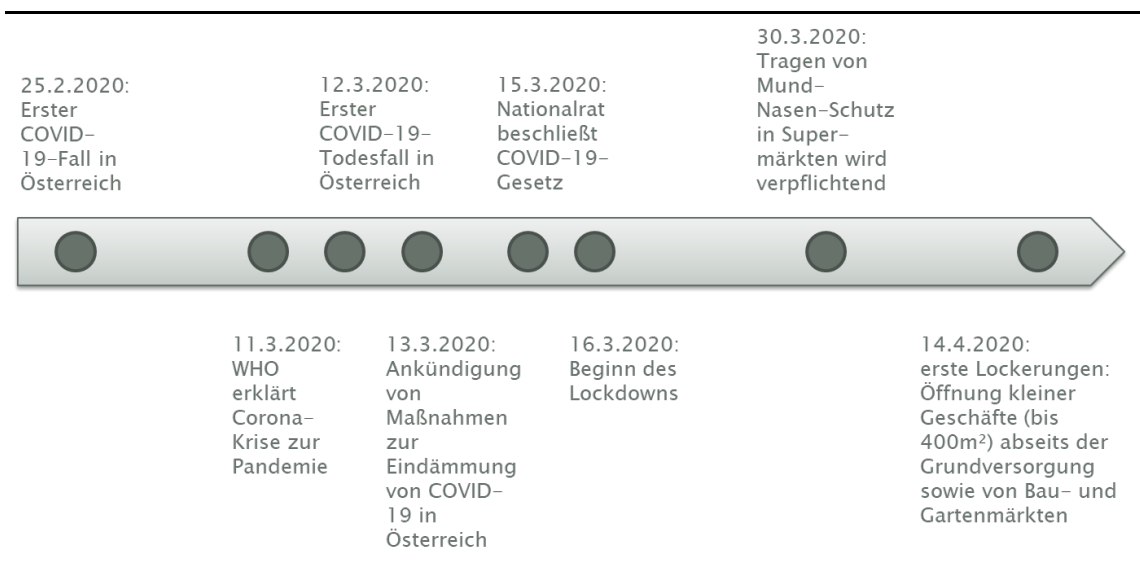 25.2.2020:
Erster
COVID-
19-Fall in
Österreich
11.3.2020:
WHO
erklärt
Corona-
Krise zur
Pandemie
12.3.2020:
Erster
COVID-19-
Todesfall in
Österreich
13.3.2020:
Ankündigung
von
Maßnahmen
zur
Eindämmung
von COVID-
19 in
Österreich
15.3.2020:
Nationalrat
beschließt
COVID-19-
Gesetz
16.3.2020:
Beginn des
Lockdowns
30.3.2020:
Tragen von
Mund-
Nasen-Schutz
in Super-
märkten wird
verpflichtend
14.4.2020:
erste Lockerungen:
Öffnung kleiner
Geschäfte (bis
400m²) abseits der
Grundversorgung
sowie von Bau- und
Gartenmärkten